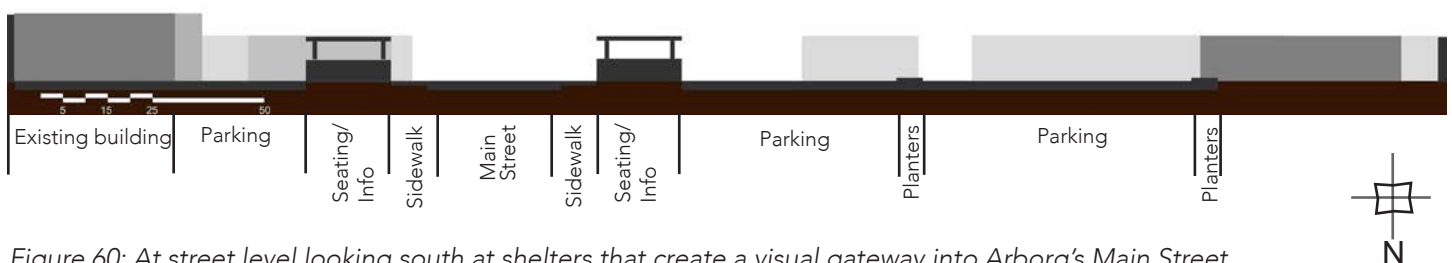 5 15 25 50
Existing building
Parking
Seating/
Info
Sidewalk
Main
Street
Sidewalk
Seating/
Info
Parking
Planters
Parking
Planters
N
Figure 60: At street level looking south at shelters that create a visual gateway into Arborg's Main Street